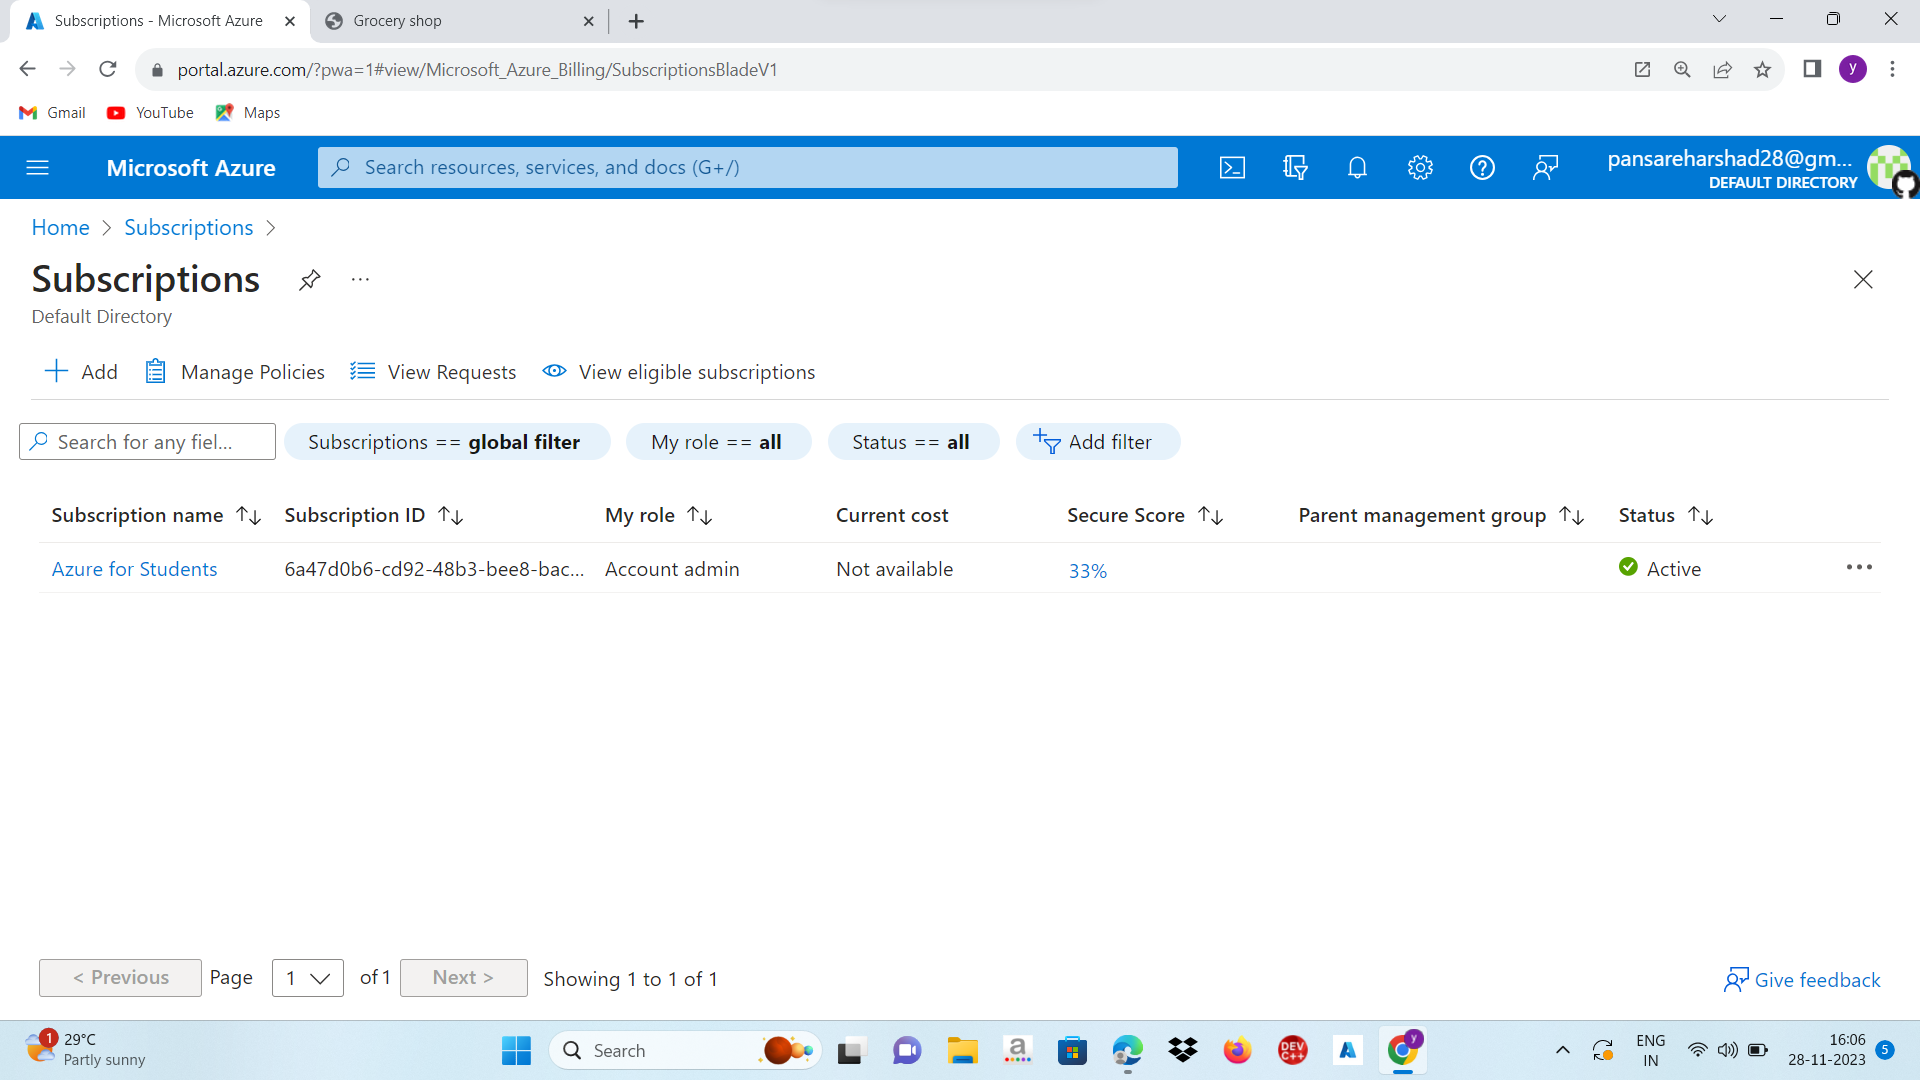 Subscriptions - Microsoft Azure
Grocery shop
portal.azure.com/?pwa=1#view/Microsoft_Azure_Billing/SubscriptionsBladeV1
y
Gmail
YouTube
Maps
Microsoft Azure
Search resources, services, and docs (G+/)
pansareharshad28@gm...
DEFAULT DIRECTORY
Home
Subscriptions
Subscriptions
...
Default Directory
Add
Manage Policies
View Requests
View eligible subscriptions
Search for any fiel...
Subscriptions == global filter
My role == all
Status == all
Add filter
Subscription name
Subscription ID
My role
Current cost
Secure Score
Parent management group
Status
Azure for Students
6a47d0b6-cd92-48b3-bee8-bac...
Account admin
Not available
33%
Active
< Previous
Page
1
of 1
Next >
Showing 1 to 1 of 1
Give feedback
1
29°C
Partly sunny
Search
a
DEV
C++
y
ENG
IN
16:06
28-11-2023
5